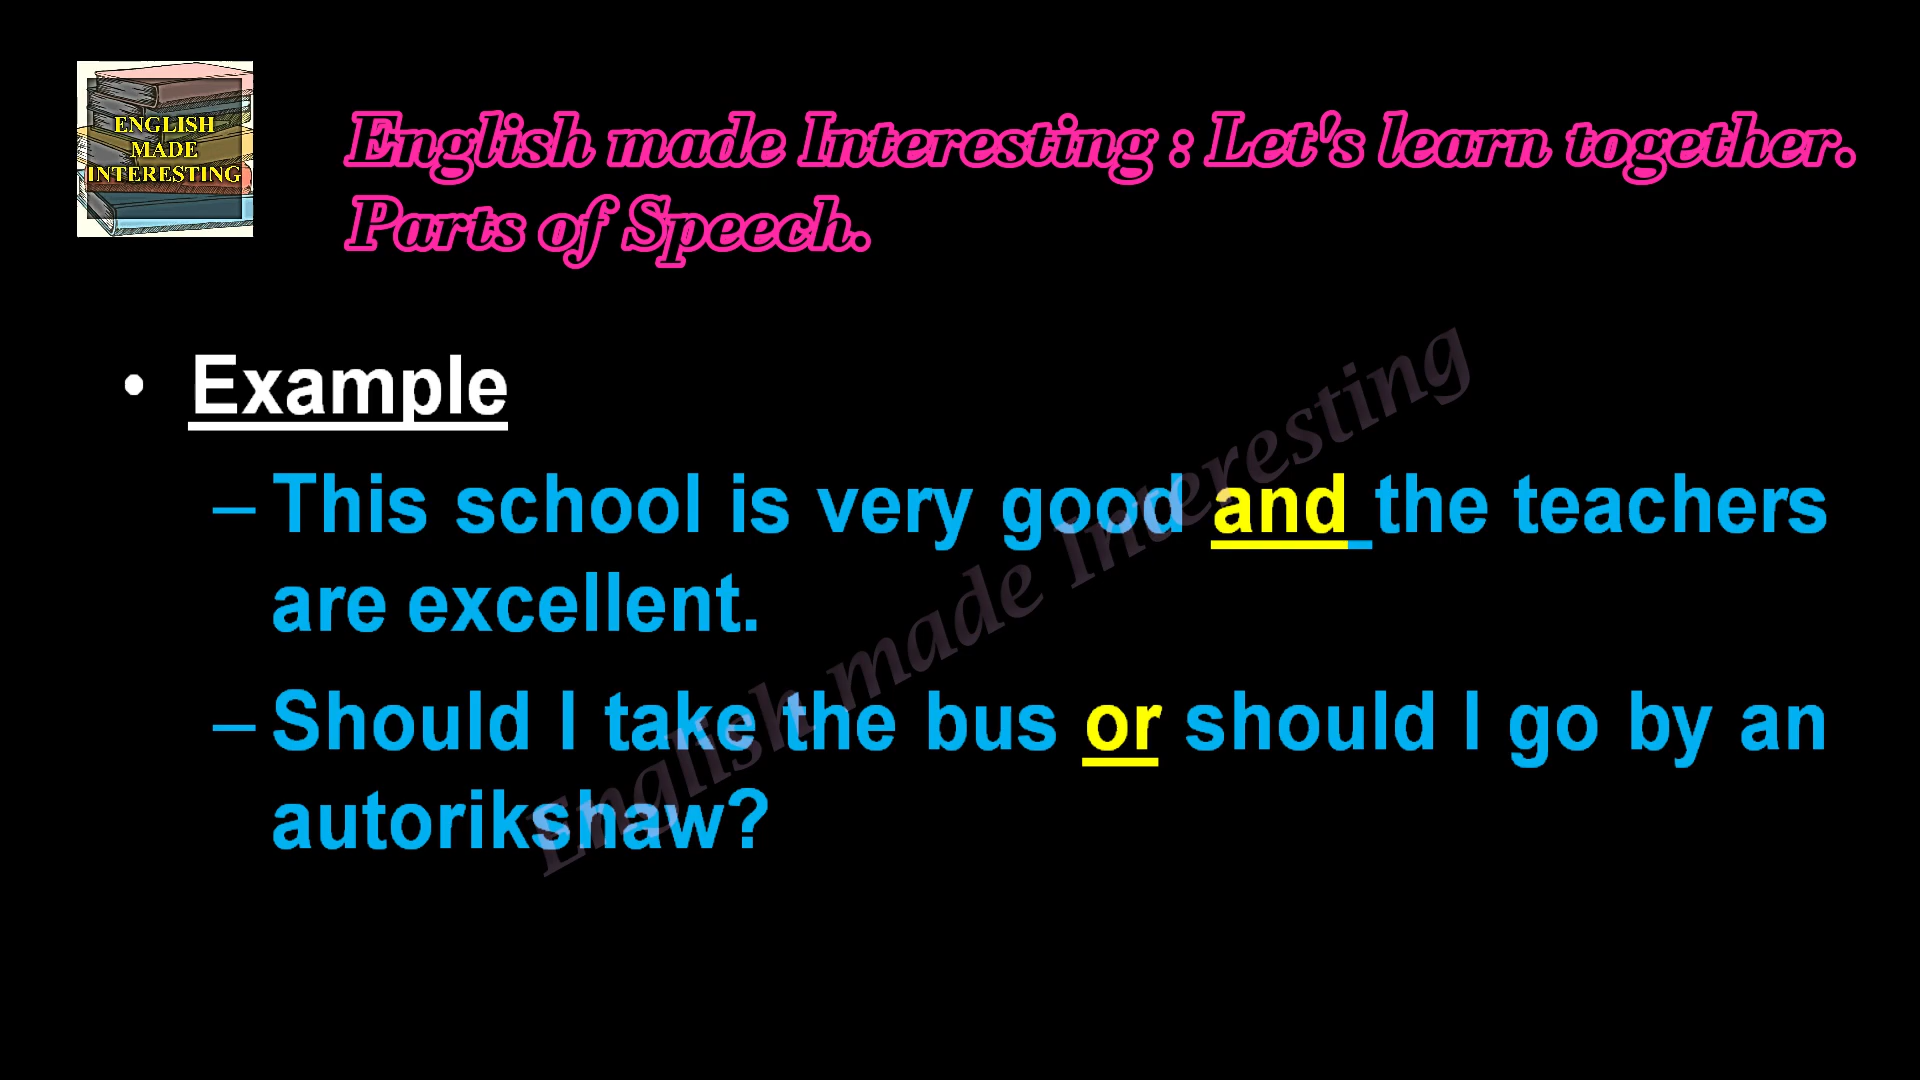 ENGLISH
MADE
INTERESTING
English made Interesting : Let's learn together.
Parts of Speech.
• Example
– This school is very good and the teachers
are excellent.
– Should I take the bus or should I go by an
autorikshaw?
English made Interesting